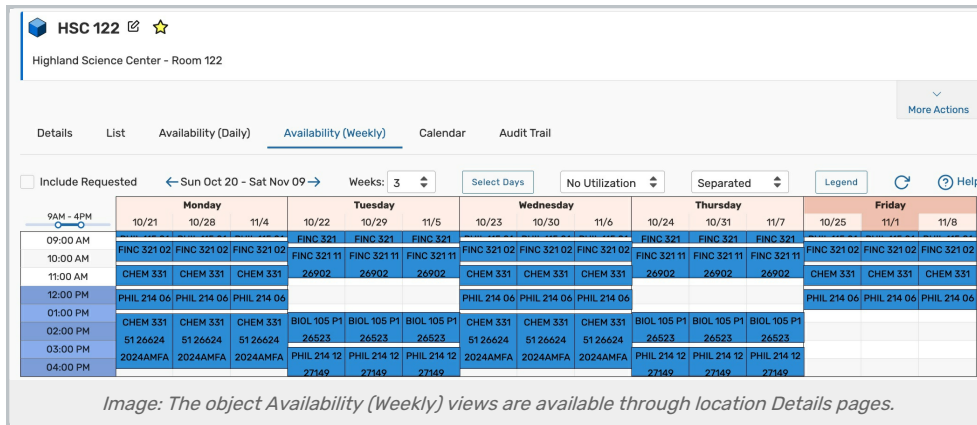 HSC 122
Highland Science Center - Room 122
More Actions
Details List Availability (Daily) Availability (Weekly) Calendar Audit Trail
Include Requested ←Sun Oct 20 - Sat Nov 09→ Weeks: 3 Select Days No Utilization Separated Legend Help
Monday Tuesday Wednesday Thursday Friday
9AM - 4PM 10/21 10/28 11/4 10/22 10/29 11/5 10/23 10/30 11/6 10/24 10/31 11/7 10/25 11/1 11/8
09:00 AM FINC 321 FINC 321 FINC 321 FINC 321 FINC 321 FINC 321
10:00 AM FINC 321 02 FINC 321 02 FINC 321 02 FINC 321 11 FINC 321 11 FINC 321 11 FINC 321 02 FINC 321 02 FINC 321 02 FINC 321 11 FINC 321 11 FINC 321 11 FINC 321 02 FINC 321 02 FINC 321 02
11:00 AM CHEM 331 CHEM 331 CHEM 331 26902 26902 26902 CHEM 331 CHEM 331 CHEM 331 26902 26902 26902 CHEM 331 CHEM 331 CHEM 331
12:00 PM PHIL 214 06 PHIL 214 06 PHIL 214 06 PHIL 214 06 PHIL 214 06 PHIL 214 06 PHIL 214 06 PHIL 214 06 PHIL 214 06
01:00 PM
CHEM 331 CHEM 331 CHEM 331 BIOL 105 P1 BIOL 105 P1 BIOL 105 P1 CHEM 331 CHEM 331 CHEM 331 BIOL 105 P1 BIOL 105 P1 BIOL 105 P1
02:00 PM 51 26624 51 26624 51 26624 26523 26523 26523 51 26624 51 26624 51 26624 26523 26523 26523
03:00 PM 2024AMFA 2024AMFA 2024AMFA PHIL 214 12 PHIL 214 12 PHIL 214 12 2024AMFA 2024AMFA 2024AMFA PHIL 214 12 PHIL 214 12 PHIL 214 12
04:00 PM 27149 27149 27149 27149 27149 27149
Image: The object Availability (Weekly) views are available through location Details pages.